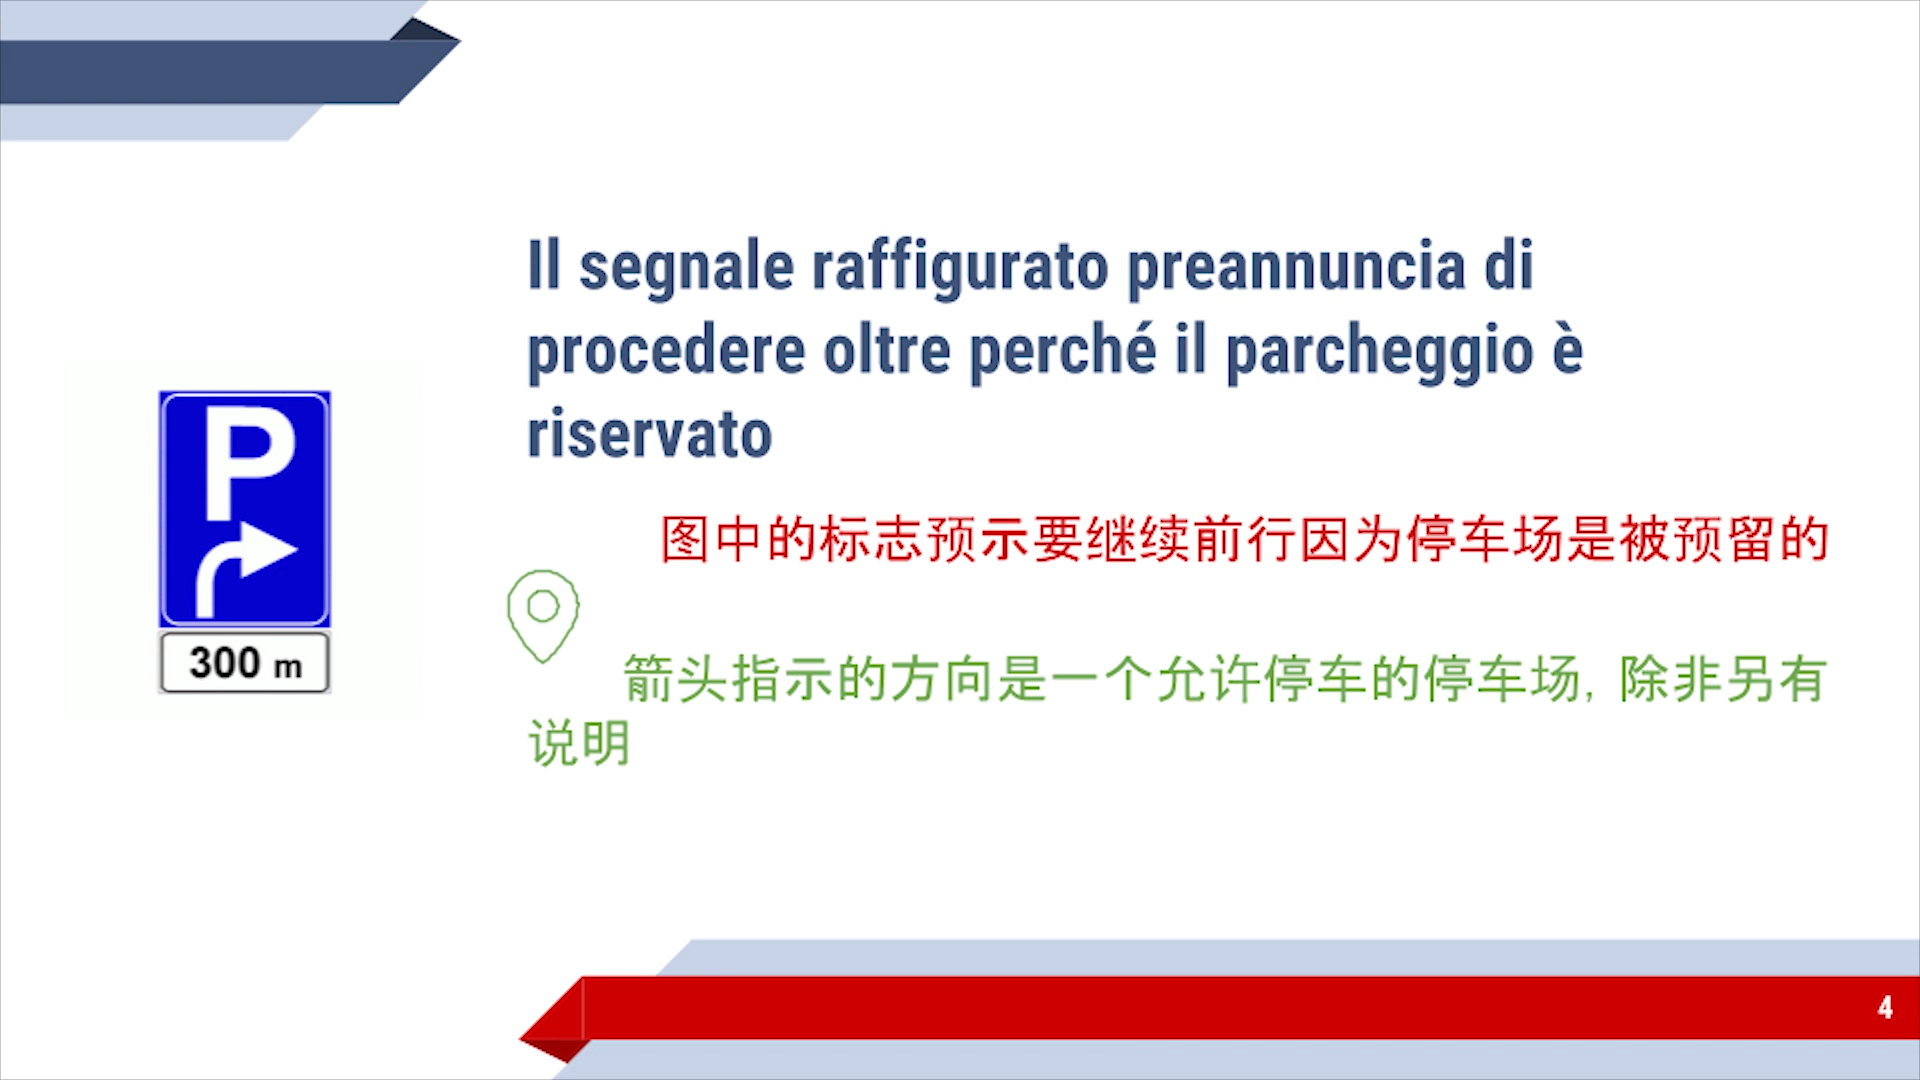 Il segnale raffigurato preannuncia di
procedere oltre perché il parcheggio è
riservato
图中的标志预示要继续前行因为停车场是被预留的
P
300 m
箭头指示的方向是一个允许停车的停车场, 除非另有
说明
4